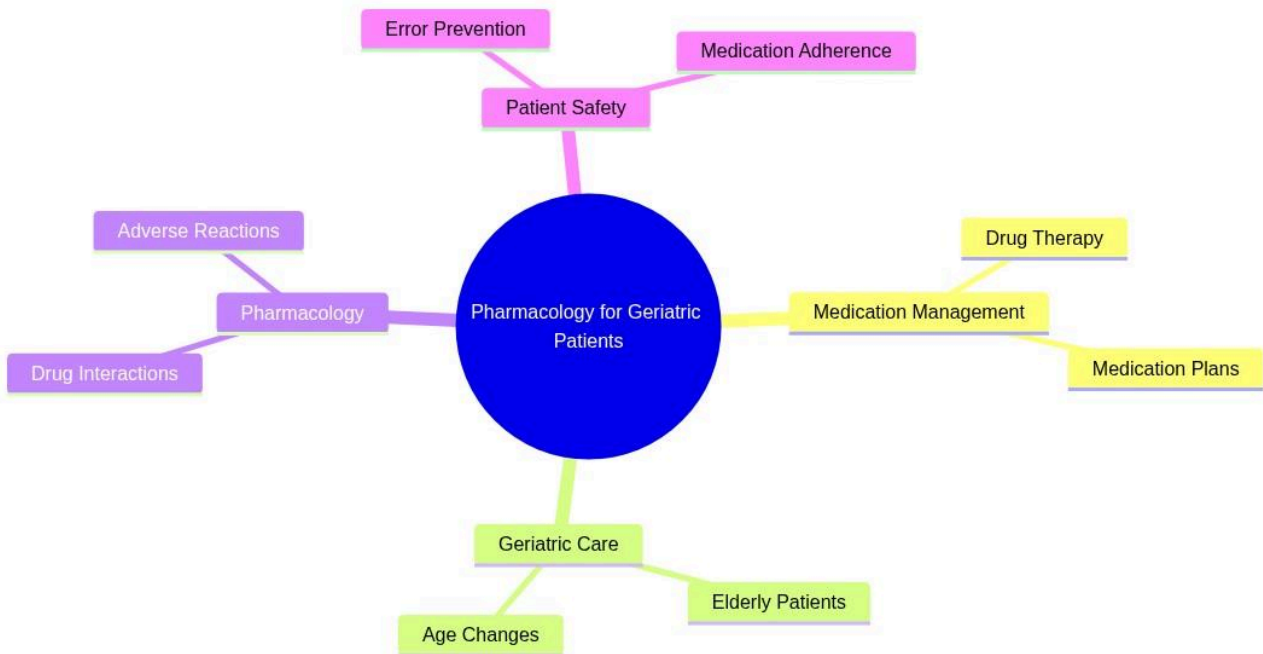 Error Prevention
Medication Adherence
Patient Safety
Adverse Reactions
Drug Therapy
Pharmacology
Pharmacology for Geriatric
Patients
Medication Management
Drug Interactions
Medication Plans
Geriatric Care
Elderly Patients
Age Changes